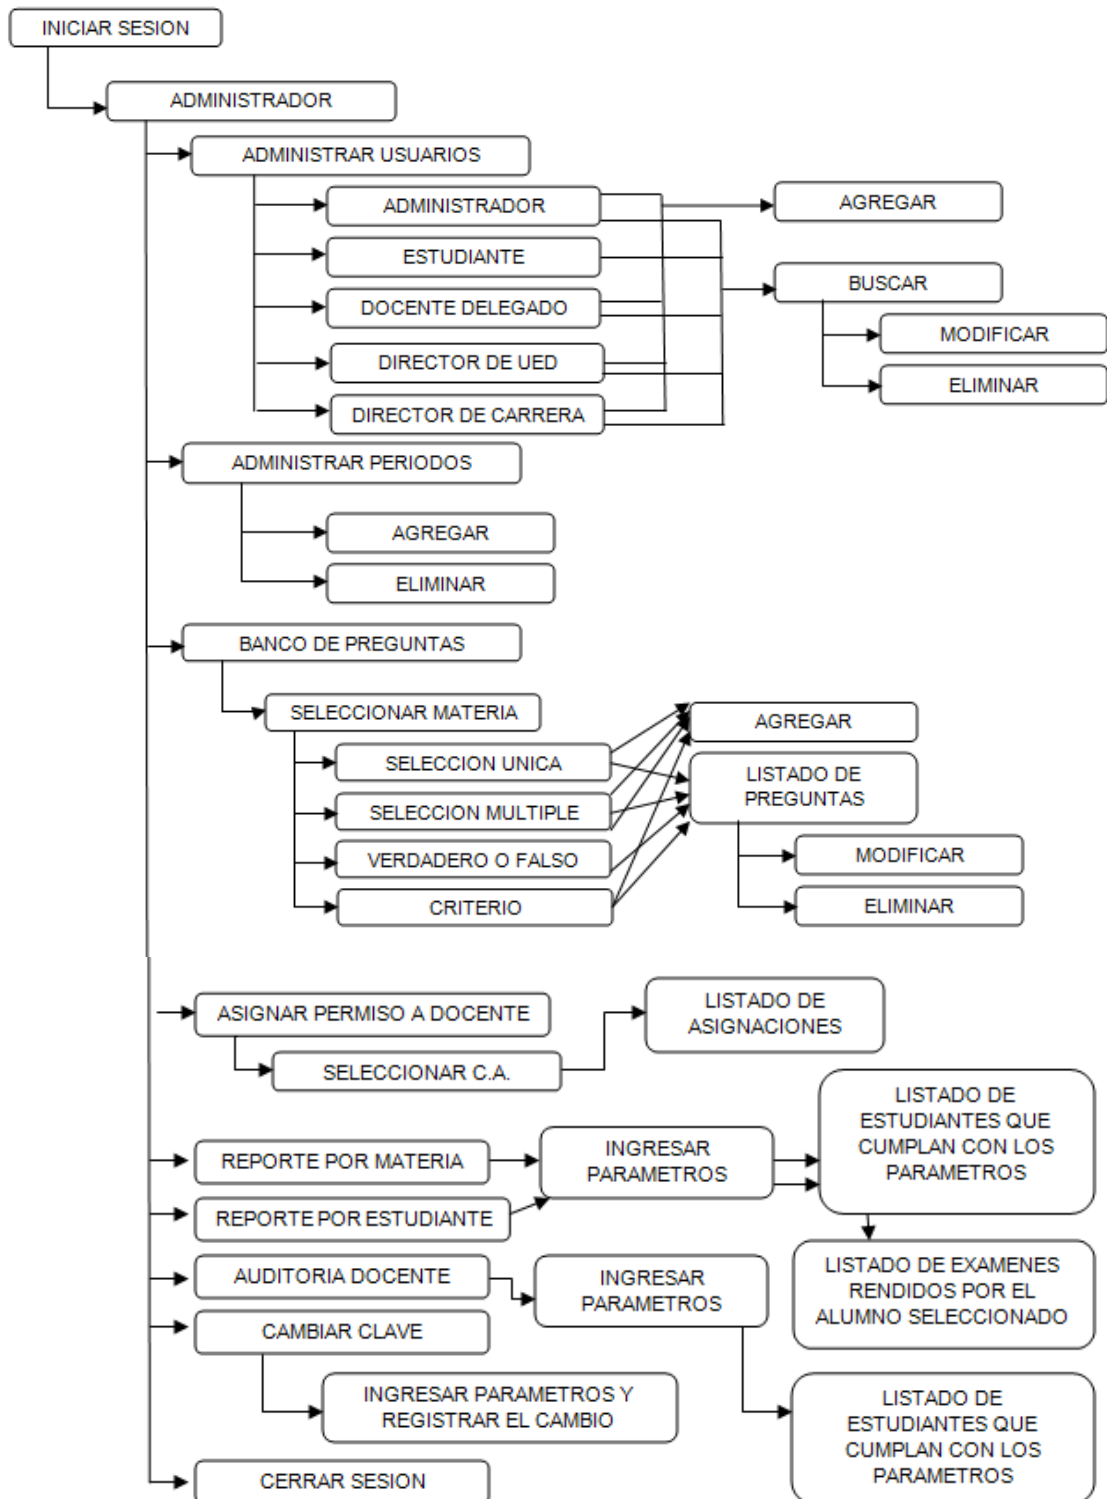 INICIAR SESION
ADMINISTRADOR
ADMINISTRAR USUARIOS
ADMINISTRADOR
AGREGAR
ESTUDIANTE
BUSCAR
DOCENTE DELEGADO
MODIFICAR
DIRECTOR DE UED
ELIMINAR
DIRECTOR DE CARRERA
ADMINISTRAR PERIODOS
AGREGAR
ELIMINAR
BANCO DE PREGUNTAS
SELECCIONAR MATERIA
AGREGAR
SELECCION UNICA
LISTADO DE
PREGUNTAS
SELECCION MULTIPLE
VERDADERO O FALSO
MODIFICAR
CRITERIO
ELIMINAR
ASIGNAR PERMISO A DOCENTE
LISTADO DE
ASIGNACIONES
SELECCIONAR C.A.
REPORTE POR MATERIA
INGRESAR
PARAMETROS
LISTADO DE
ESTUDIANTES QUE
CUMPLAN CON LOS
PARAMETROS
REPORTE POR ESTUDIANTE
LISTADO DE EXAMENES
RENDIDOS POR EL
ALUMNO SELECCIONADO
AUDITORIA DOCENTE
INGRESAR
PARAMETROS
CAMBIAR CLAVE
INGRESAR PARAMETROS Y
REGISTRAR EL CAMBIO
LISTADO DE
ESTUDIANTES QUE
CUMPLAN CON LOS
PARAMETROS
CERRAR SESION